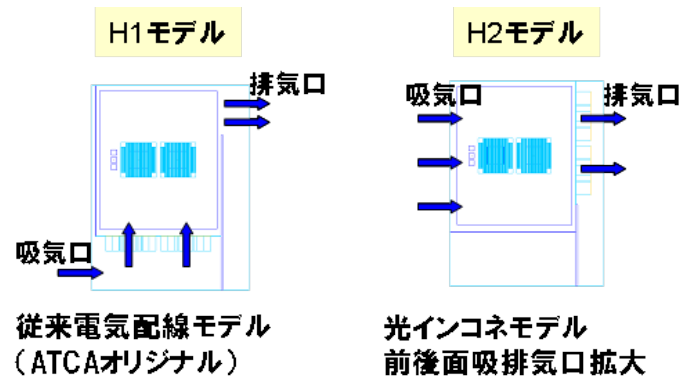 H1モデル
H2モデル
排気口
吸気口
排気口
吸気口
従来電気配線モデル
（ATCAオリジナル）
光インコネモデル
前後面吸排気口拡大